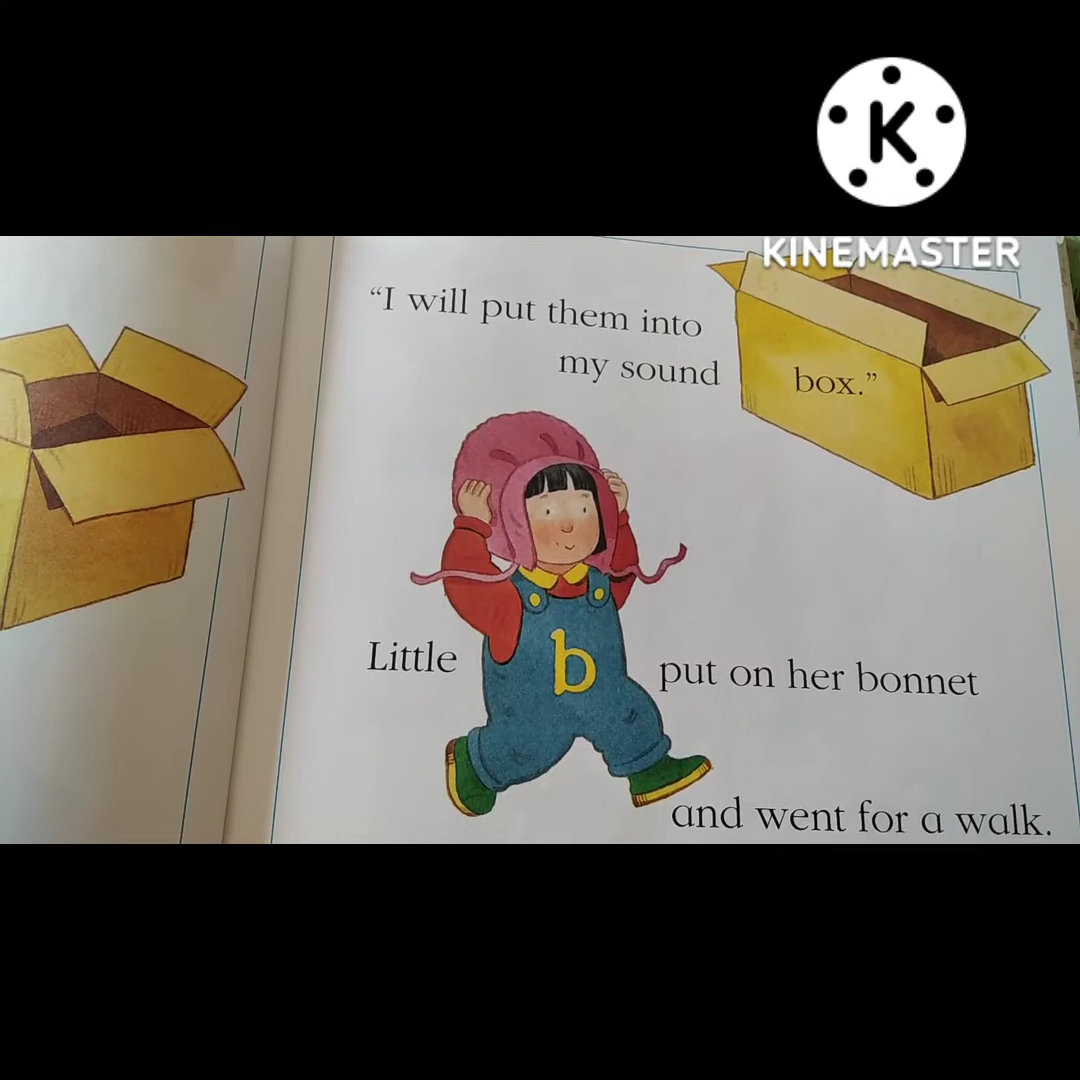 K
KINEMASTER
“I will put them into
my sound box.”
Little b put on her bonnet
and went for a walk.